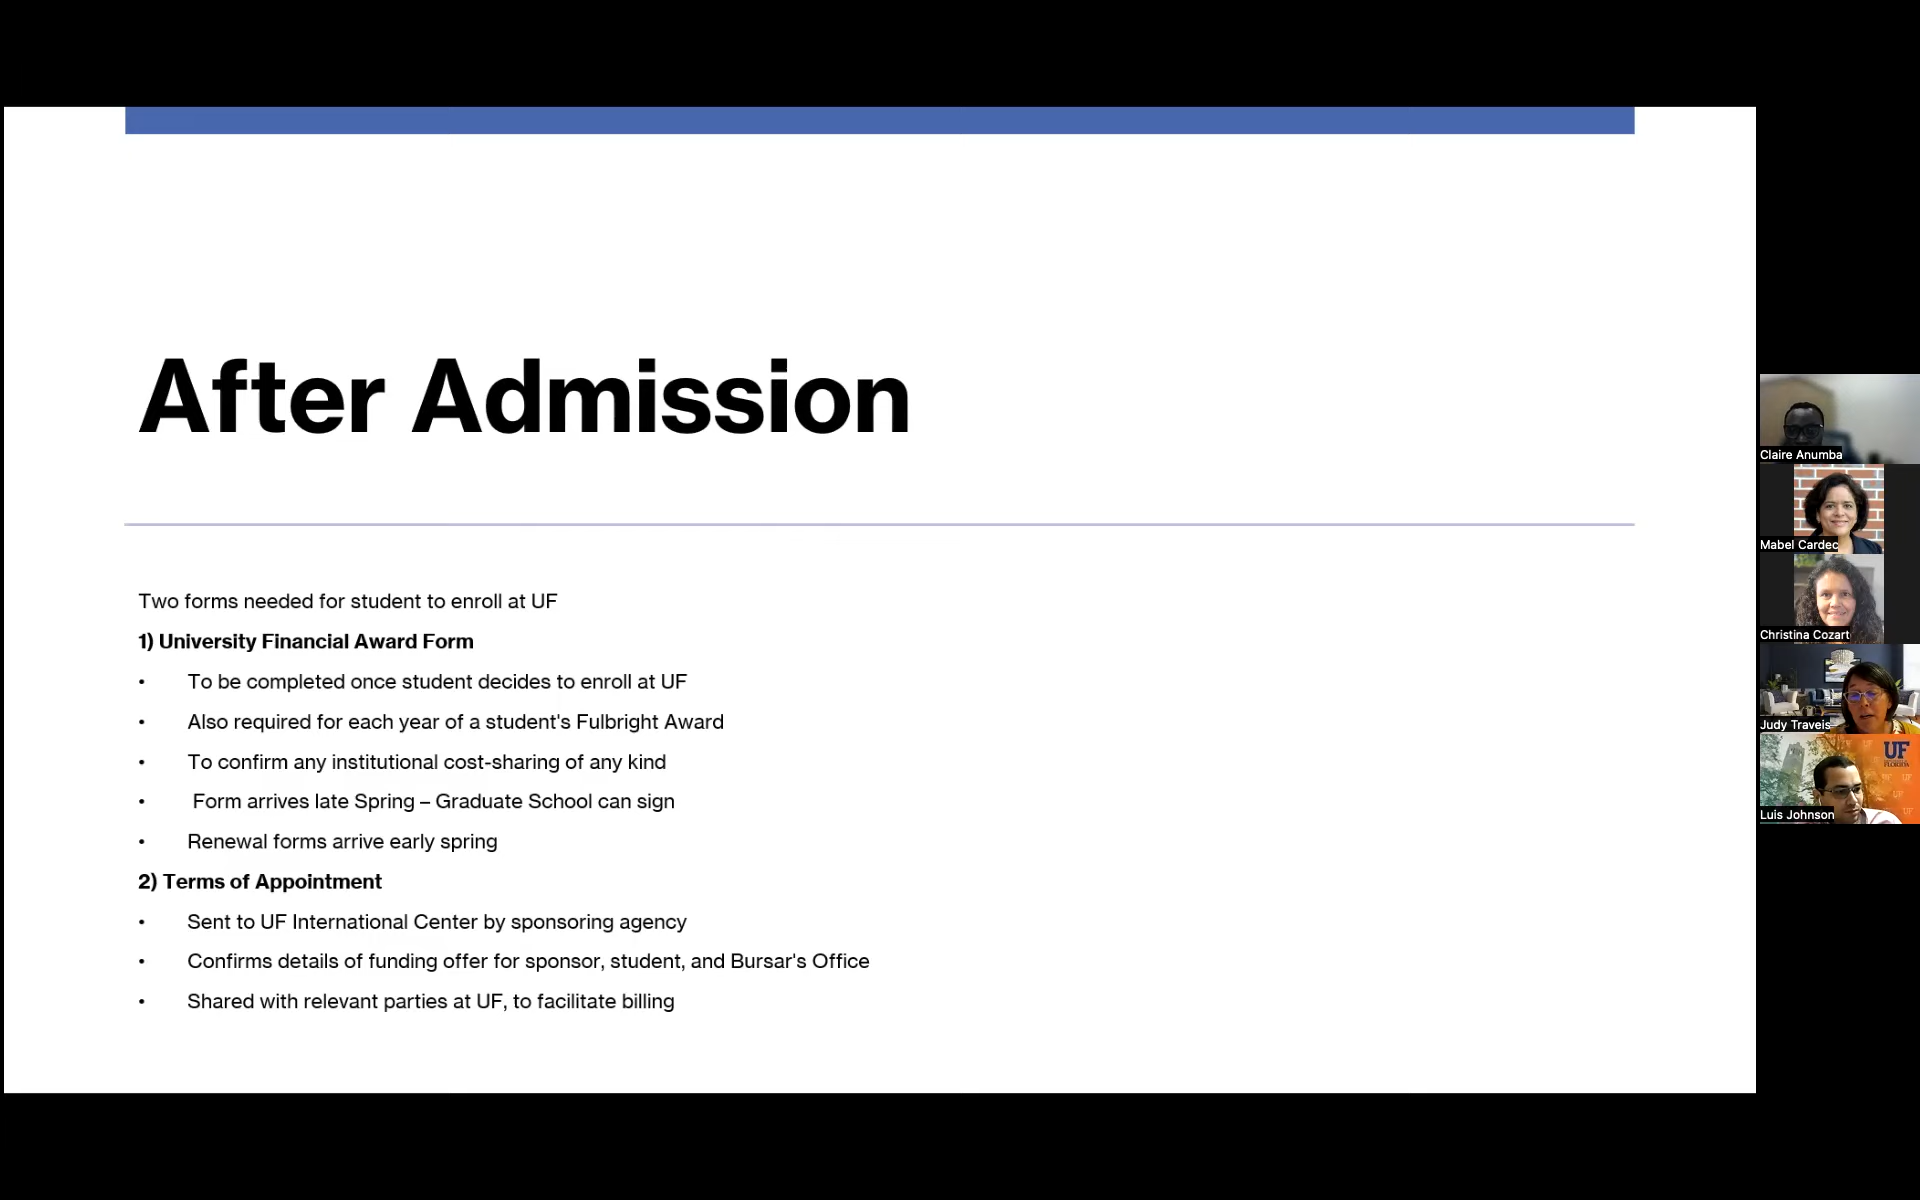 After Admission
Two forms needed for student to enroll at UF
1) University Financial Award Form
• To be completed once student decides to enroll at UF
• Also required for each year of a student's Fulbright Award
• To confirm any institutional cost-sharing of any kind
• Form arrives late Spring – Graduate School can sign
• Renewal forms arrive early spring
2) Terms of Appointment
• Sent to UF International Center by sponsoring agency
• Confirms details of funding offer for sponsor, student, and Bursar's Office
• Shared with relevant parties at UF, to facilitate billing
Claire Anumba
Mabel Cardec
Christina Cozart
Judy Traveis
UF
FLORIDA
Luis Johnson